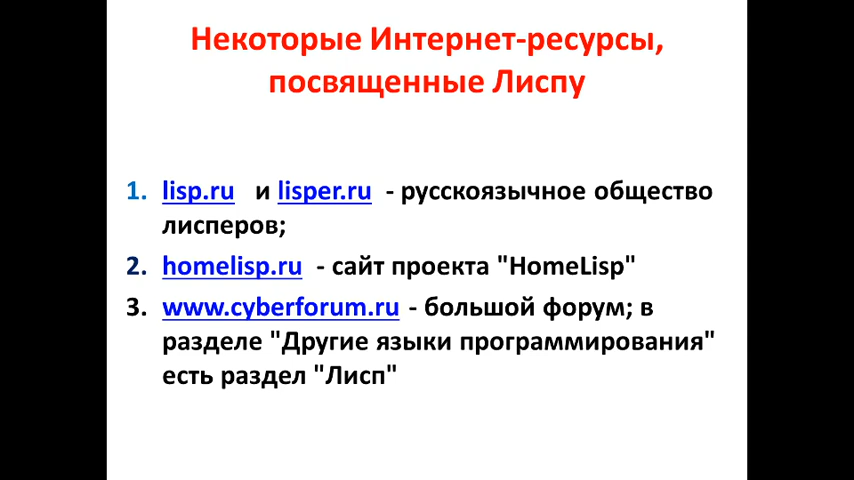 Некоторые Интернет-ресурсы,
посвященные Лиспу
1. lisp.ru и lisper.ru - русскоязычное общество
лисперов;
2. homelisp.ru - сайт проекта "HomeLisp"
3. www.cyberforum.ru - большой форум; в
разделе "Другие языки программирования"
есть раздел "Лисп"